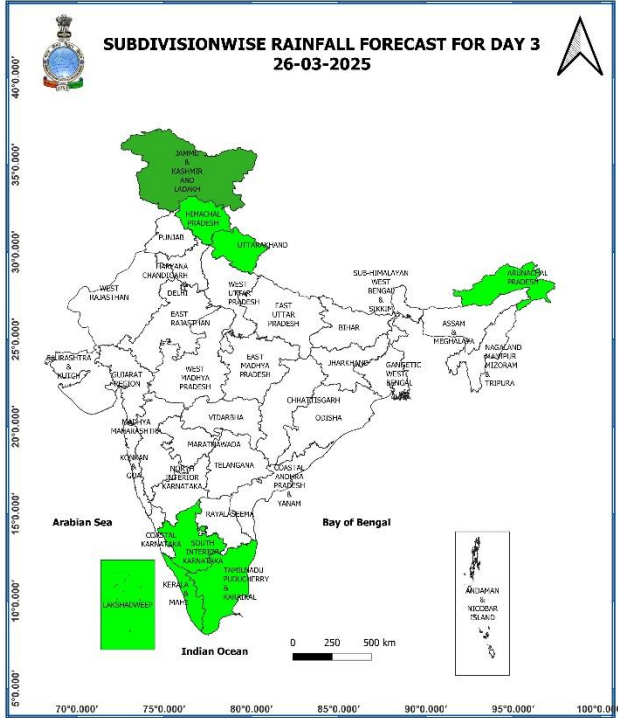 SUBDIVISIONWISE RAINFALL FORECAST FOR DAY 3
26-03-2025
40°0.000'
35°0.000'
30°0.000'
25°0.000'
20°0.000'
15°0.000'
10°0.000'
5°0.000'
JAMMU
&
KASHMIR
AND
LADAKH
HIMACHAL
PRADESH
PUNJAB
UTTARAKHAND
HARYANA
CHANDIGARH
&
DELHI
WEST
RAJASTHAN
WEST
UTTAR
PRADESH
EAST
RAJASTHAN
EAST
UTTAR
PRADESH
SUB-HIMALAYAN
WEST
BENGAL
&
SIKKIM
ARUNACHAL
PRADESH
BIHAR
ASSAM
&
MEGHALAYA
NAGALAND
MANIPUR
MIZORAM
&
TRIPURA
SAURASHTRA
&
KUTCH
GUJARAT
REGION
WEST
MADHYA
PRADESH
EAST
MADHYA
PRADESH
JHARKHAND
GANGETIC
WEST
BENGAL
CHHATTISGARH
ODISHA
VIDARBHA
MADHYA
MAHARASHTRA
MARATHWADA
KONKAN
&
GOA
NORTH
INTERIOR
KARNATAKA
TELANGANA
COASTAL
ANDHRA
PRADESH
&
YANAM
RAYALASEEMA
Arabian Sea
Bay of Bengal
COASTAL
KARNATAKA
SOUTH
INTERIOR
KARNATAKA
TAMILNADU
PUDUCHERRY
&
KARAIKAL
KERALA
&
MAHE
LAKSHADWEEP
ANDAMAN
&
NICOBAR
ISLAND
Indian Ocean
0 250 500 km
70°0.000' 75°0.000' 80°0.000' 85°0.000' 90°0.000' 95°0.000' 100°0.000'